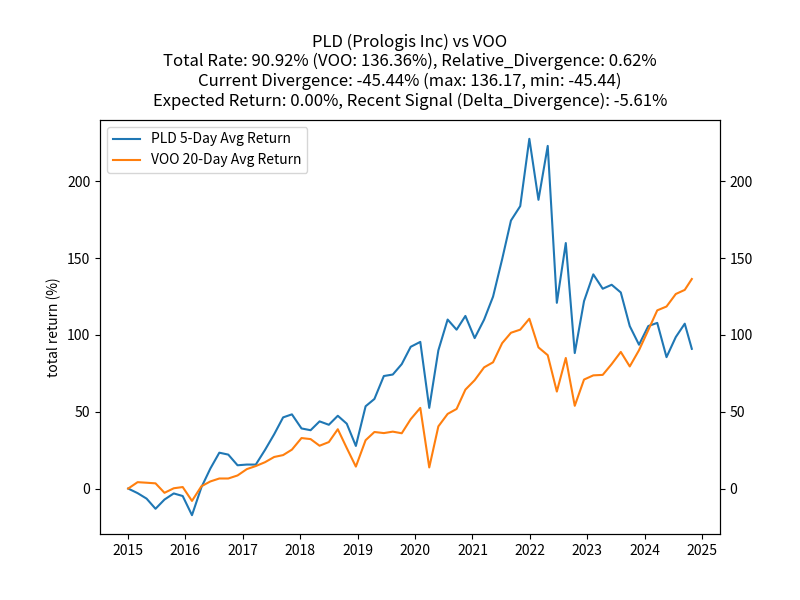 PLD (Prologis Inc) vs VOO
Total Rate: 90.92% (VOO: 136.36%), Relative_Divergence: 0.62%
Current Divergence: -45.44% (max: 136.17, min: -45.44)
Expected Return: 0.00%, Recent Signal (Delta_Divergence): -5.61%
PLD 5-Day Avg Return
VOO 20-Day Avg Return
total return (%)
200
150
100
50
0
200
150
100
50
0
2015 2016 2017 2018 2019 2020 2021 2022 2023 2024 2025